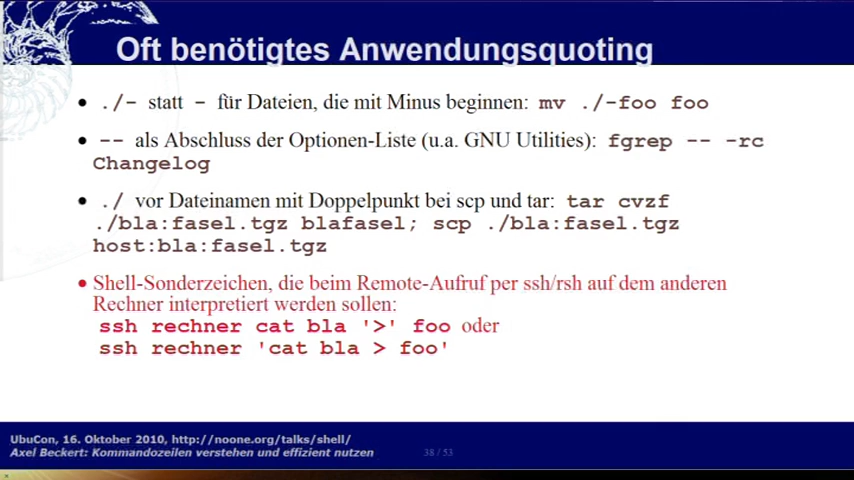 Oft benötigtes Anwendungsquoting
• ./- statt - für Dateien, die mit Minus beginnen: mv ./-foo foo
• -- als Abschluss der Optionen-Liste (u.a. GNU Utilities): fgrep -- -rc
Changelog
• ./ vor Dateinamen mit Doppelpunkt bei scp und tar: tar cvzf
./bla:fasel.tgz blafasel; scp ./bla:fasel.tgz
host:bla:fasel.tgz
• Shell-Sonderzeichen, die beim Remote-Aufruf per ssh/rsh auf dem anderen
Rechner interpretiert werden sollen:
ssh rechner cat bla '>' foo oder
ssh rechner 'cat bla > foo'
UbuCon, 16. Oktober 2010, http://noone.org/talks/shell/
Axel Beckert: Kommandozeilen verstehen und effizient nutzen
38 / 53